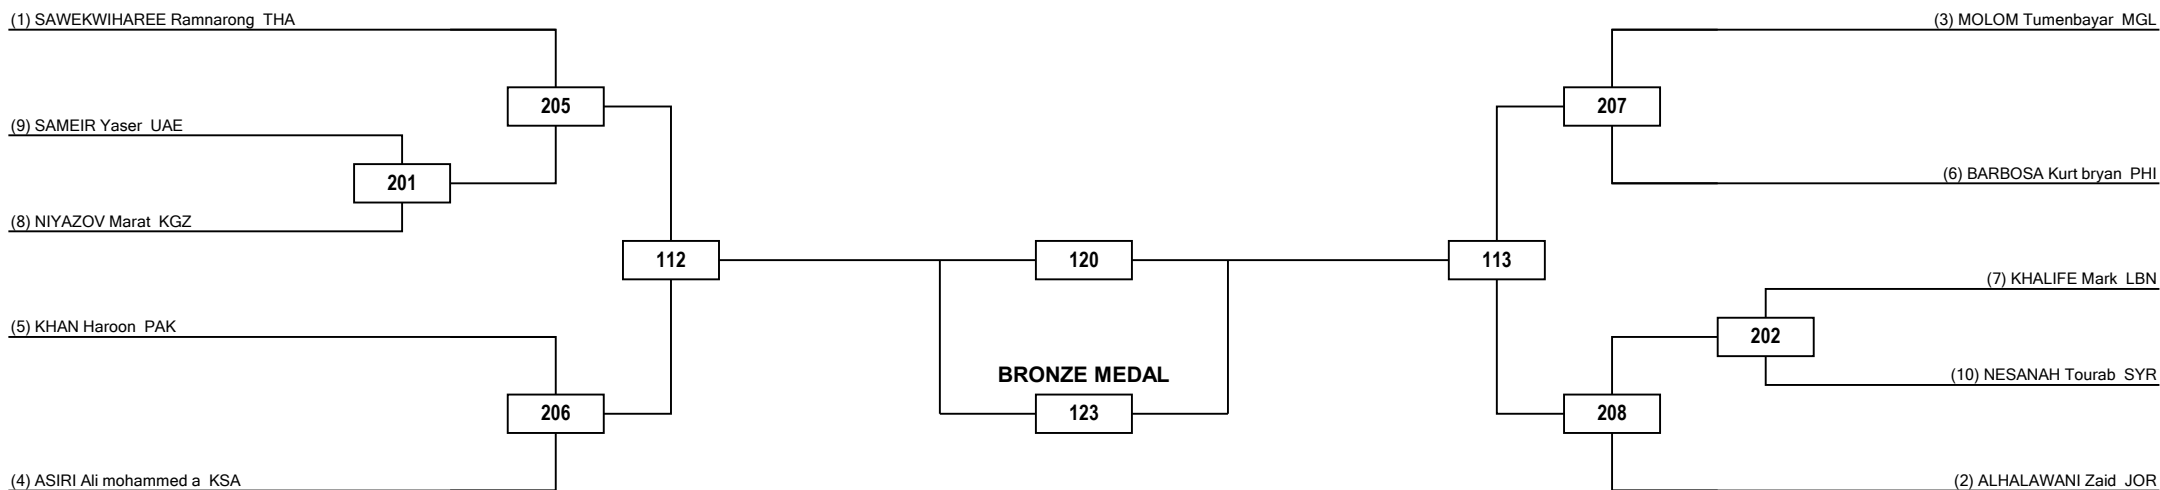 (1) SAWEKWIHAREE Ramnarong THA
(3) MOLOM Tumenbayar MGL
205
207
(9) SAMEIR Yaser UAE
201
(6) BARBOSA Kurt bryan PHI
(8) NIYAZOV Marat KGZ
112
120
113
(7) KHALIFE Mark LBN
(5) KHAN Haroon PAK
202
BRONZE MEDAL
(10) NESANAH Tourab SYR
206
123
208
(4) ASIRI Ali mohammed a KSA
(2) ALHALAWANI Zaid JOR